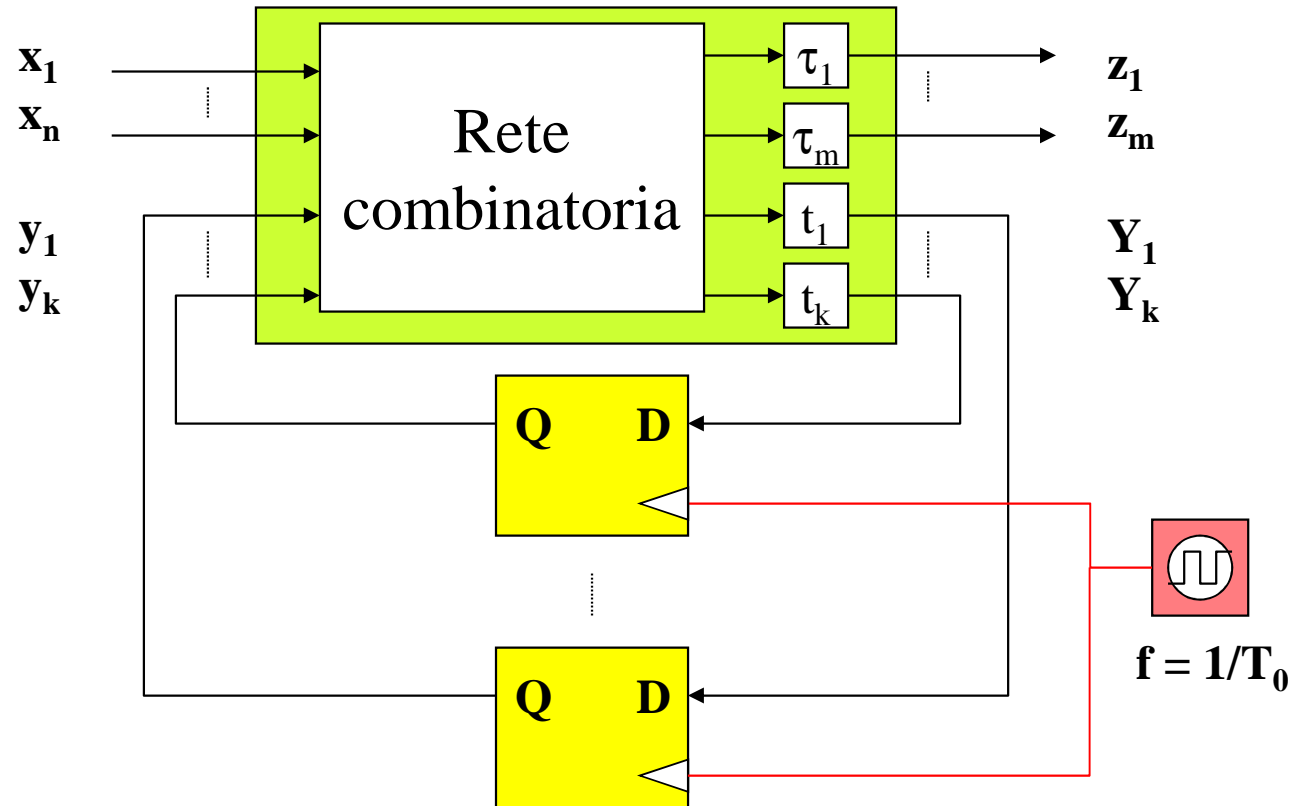 x₁
xₙ
y₁
yₖ
Rete
combinatoria
τ₁
τₘ
t₁
tₖ
z₁
zₘ
Y₁
Yₖ
Q D
Q D
f = 1/T₀